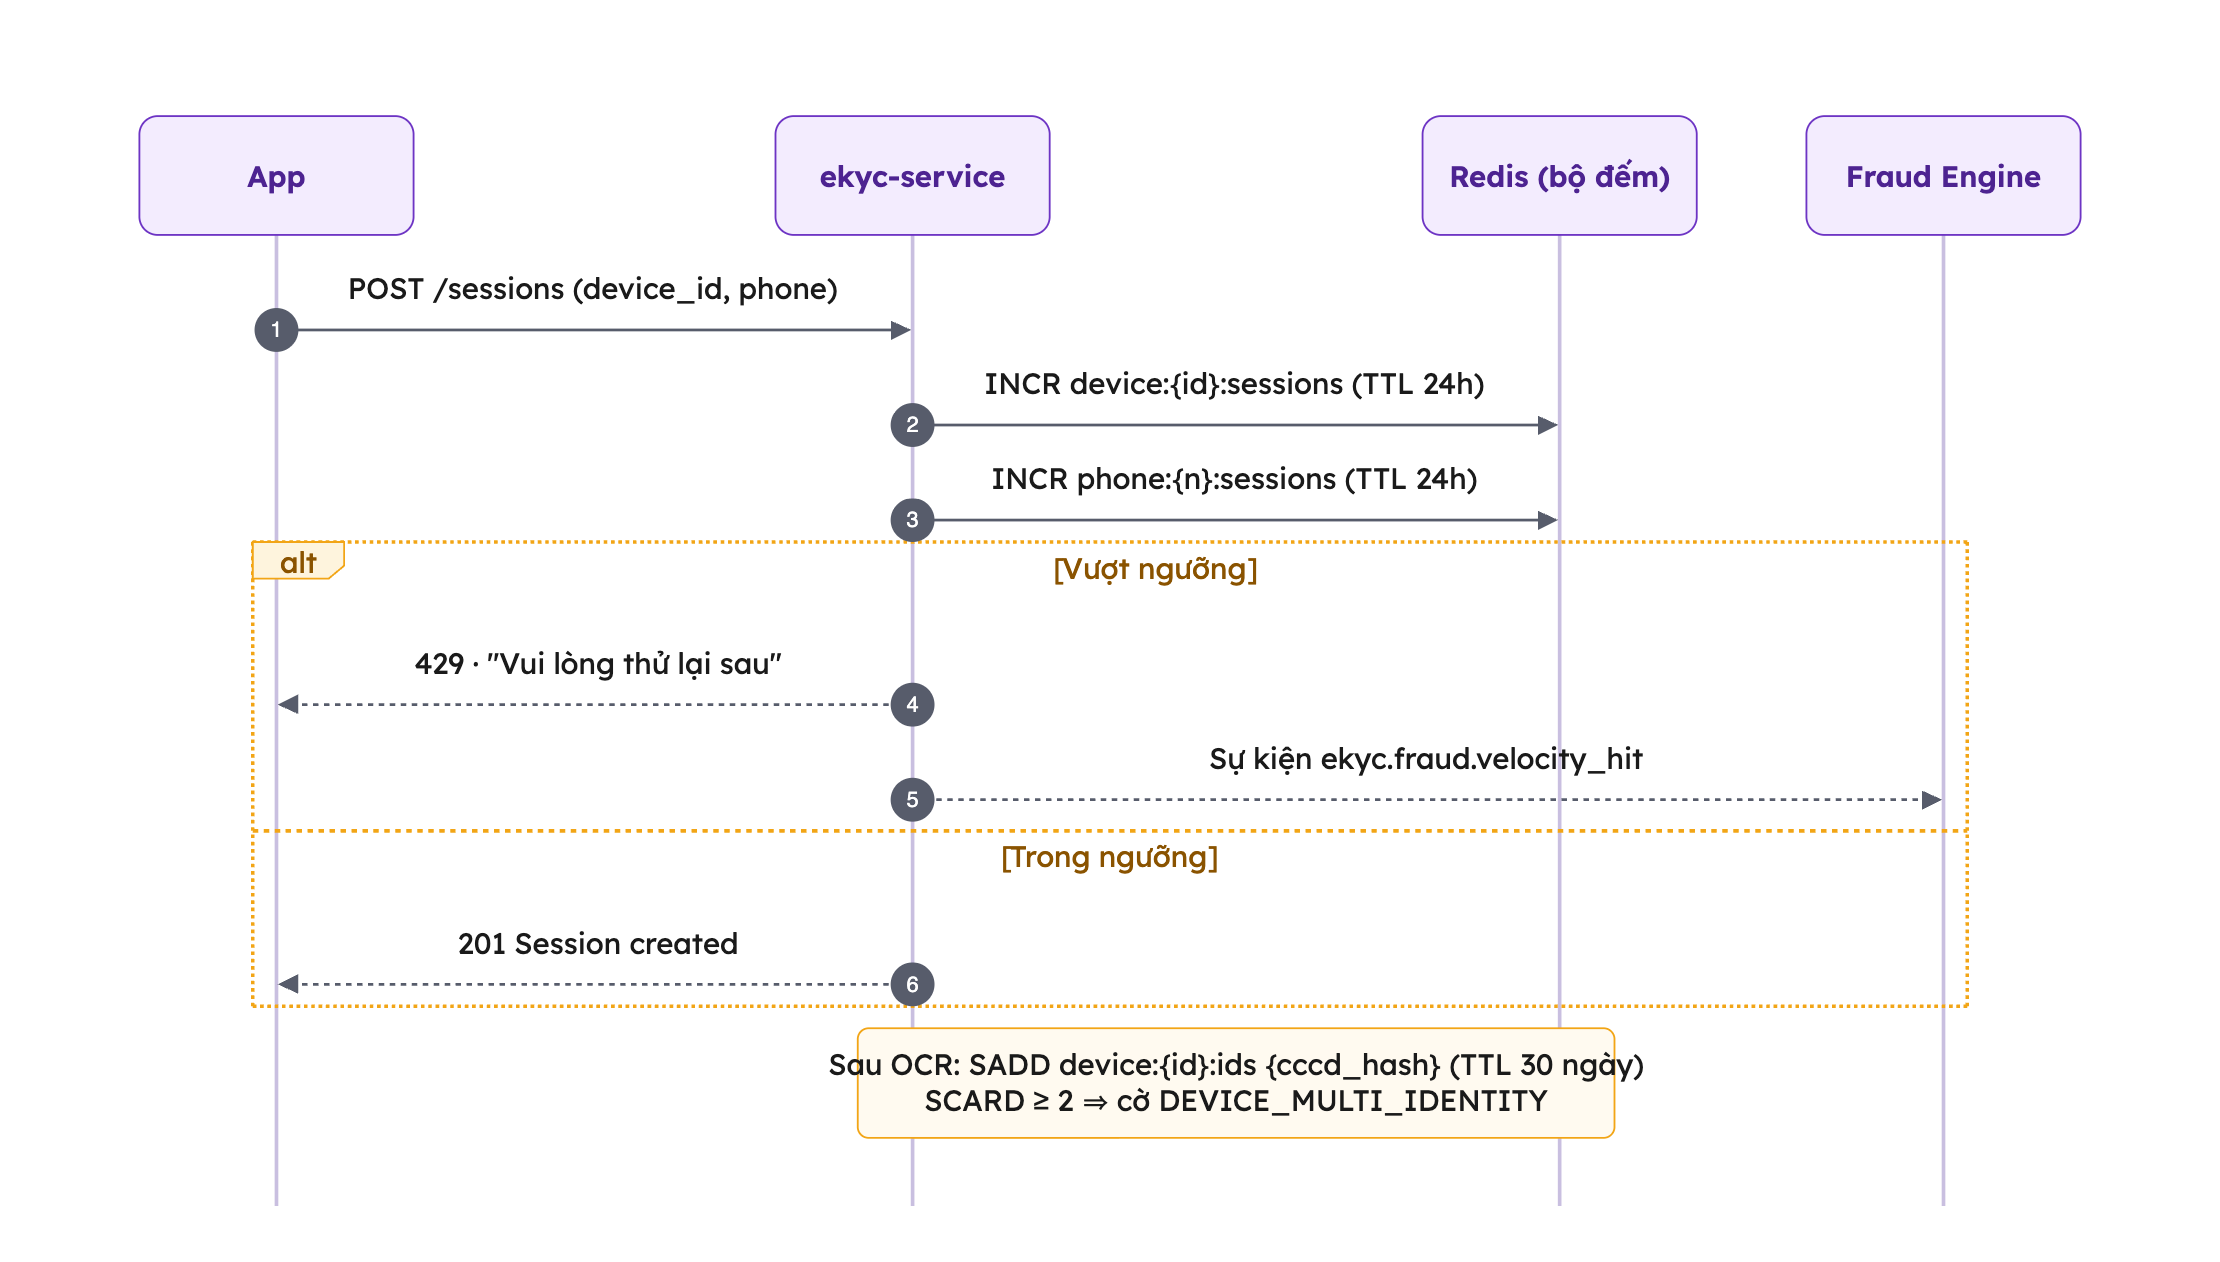 App
ekyc-service
Redis (bộ đếm)
Fraud Engine
POST /sessions (device_id, phone)
1
INCR device:{id}:sessions (TTL 24h)
2
INCR phone:{n}:sessions (TTL 24h)
3
alt
[Vượt ngưỡng]
429 · "Vui lòng thử lại sau"
4
Sự kiện ekyc.fraud.velocity_hit
5
[Trong ngưỡng]
201 Session created
6
Sau OCR: SADD device:{id}:ids {cccd_hash} (TTL 30 ngày)
SCARD ≥ 2 ⇒ cờ DEVICE_MULTI_IDENTITY